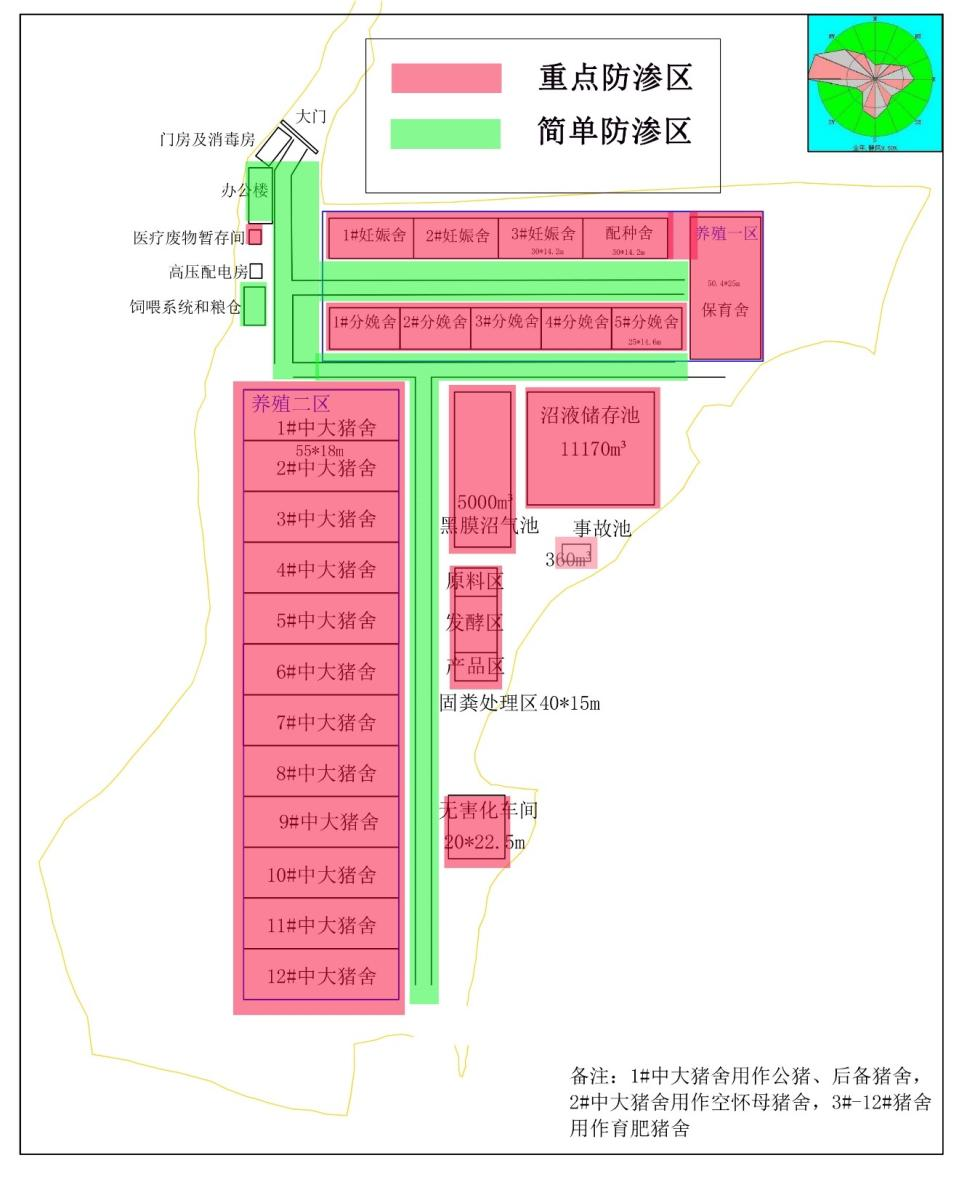 重点防渗区
简单防渗区
大门
门房及消毒房
办公楼
医疗废物暂存间
高压配电房
饲喂系统和粮仓
1#妊娠舍
2#妊娠舍
3#妊娠舍
30*14.2m
配种舍
30*14.2m
养殖一区
50.4*25m
保育舍
1#分娩舍
2#分娩舍
3#分娩舍
4#分娩舍
5#分娩舍
25*14.6m
养殖二区
1#中大猪舍
55*18m
2#中大猪舍
3#中大猪舍
4#中大猪舍
5#中大猪舍
6#中大猪舍
7#中大猪舍
8#中大猪舍
9#中大猪舍
10#中大猪舍
11#中大猪舍
12#中大猪舍
5000m³
黑膜沼气池
沼液储存池
11170m³
事故池
360m³
原料区
发酵区
产品区
固粪处理区40*15m
无害化车间
20*22.5m
备注：1#中大猪舍用作公猪、后备猪舍，
2#中大猪舍用作空怀母猪舍，3#-12#猪舍
用作育肥猪舍